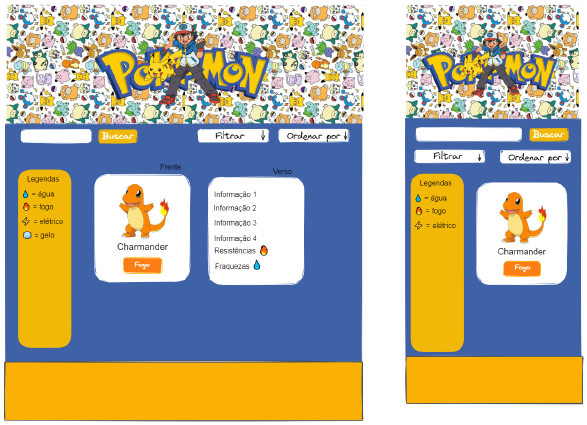 POKÉMON
Buscar
Filtrar
Ordenar por
Frente
Verso
Legendas
= água
= fogo
= elétrico
= gelo
Charmander
Fogo
Informação 1
Informação 2
Informação 3
Informação 4
Resistências
Fraquezas
POKÉMON
Buscar
Filtrar
Ordenar por
Legendas
= água
= fogo
= elétrico
Charmander
Fogo